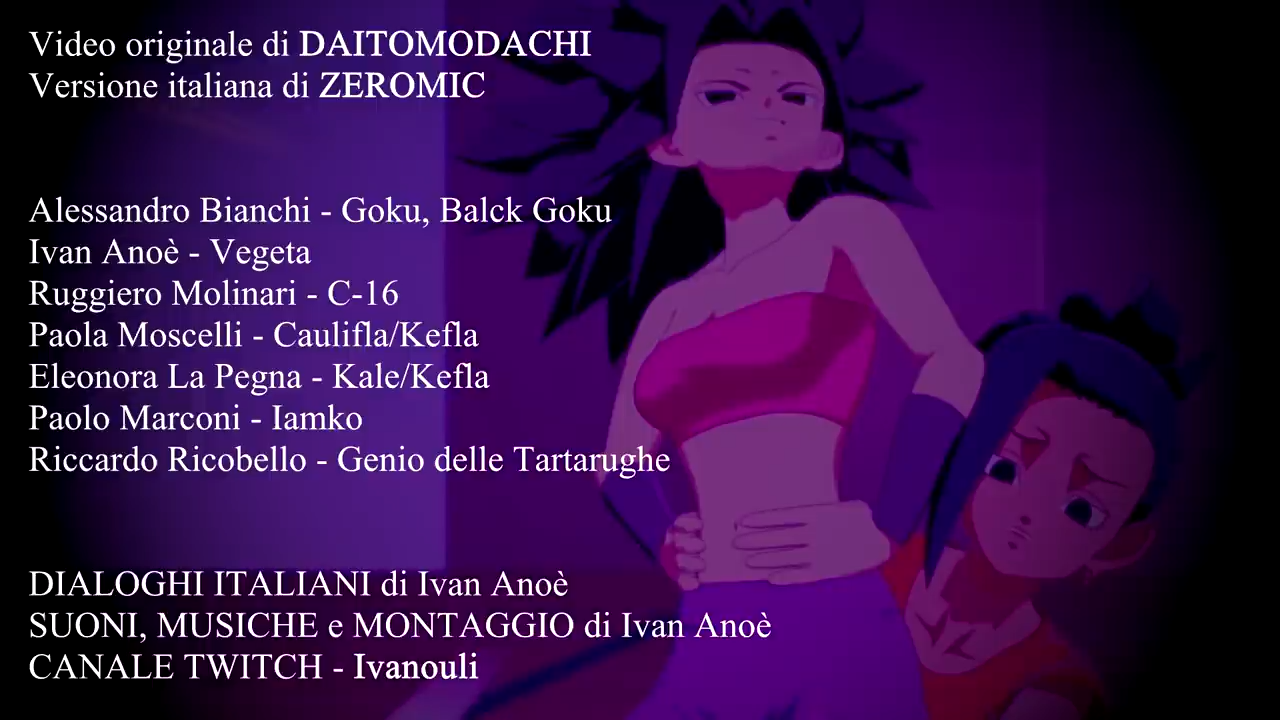 Video originale di DAITOMODACHI
Versione italiana di ZEROMIC
Alessandro Bianchi - Goku, Balck Goku
Ivan Anoè - Vegeta
Ruggiero Molinari - C-16
Paola Moscelli - Caulifla/Kefla
Eleonora La Pegna - Kale/Kefla
Paolo Marconi - Iamko
Riccardo Ricobello - Genio delle Tartarughe
DIALOGHI ITALIANI di Ivan Anoè
SUONI, MUSICHE e MONTAGGIO di Ivan Anoè
CANALE TWITCH - Ivanouli